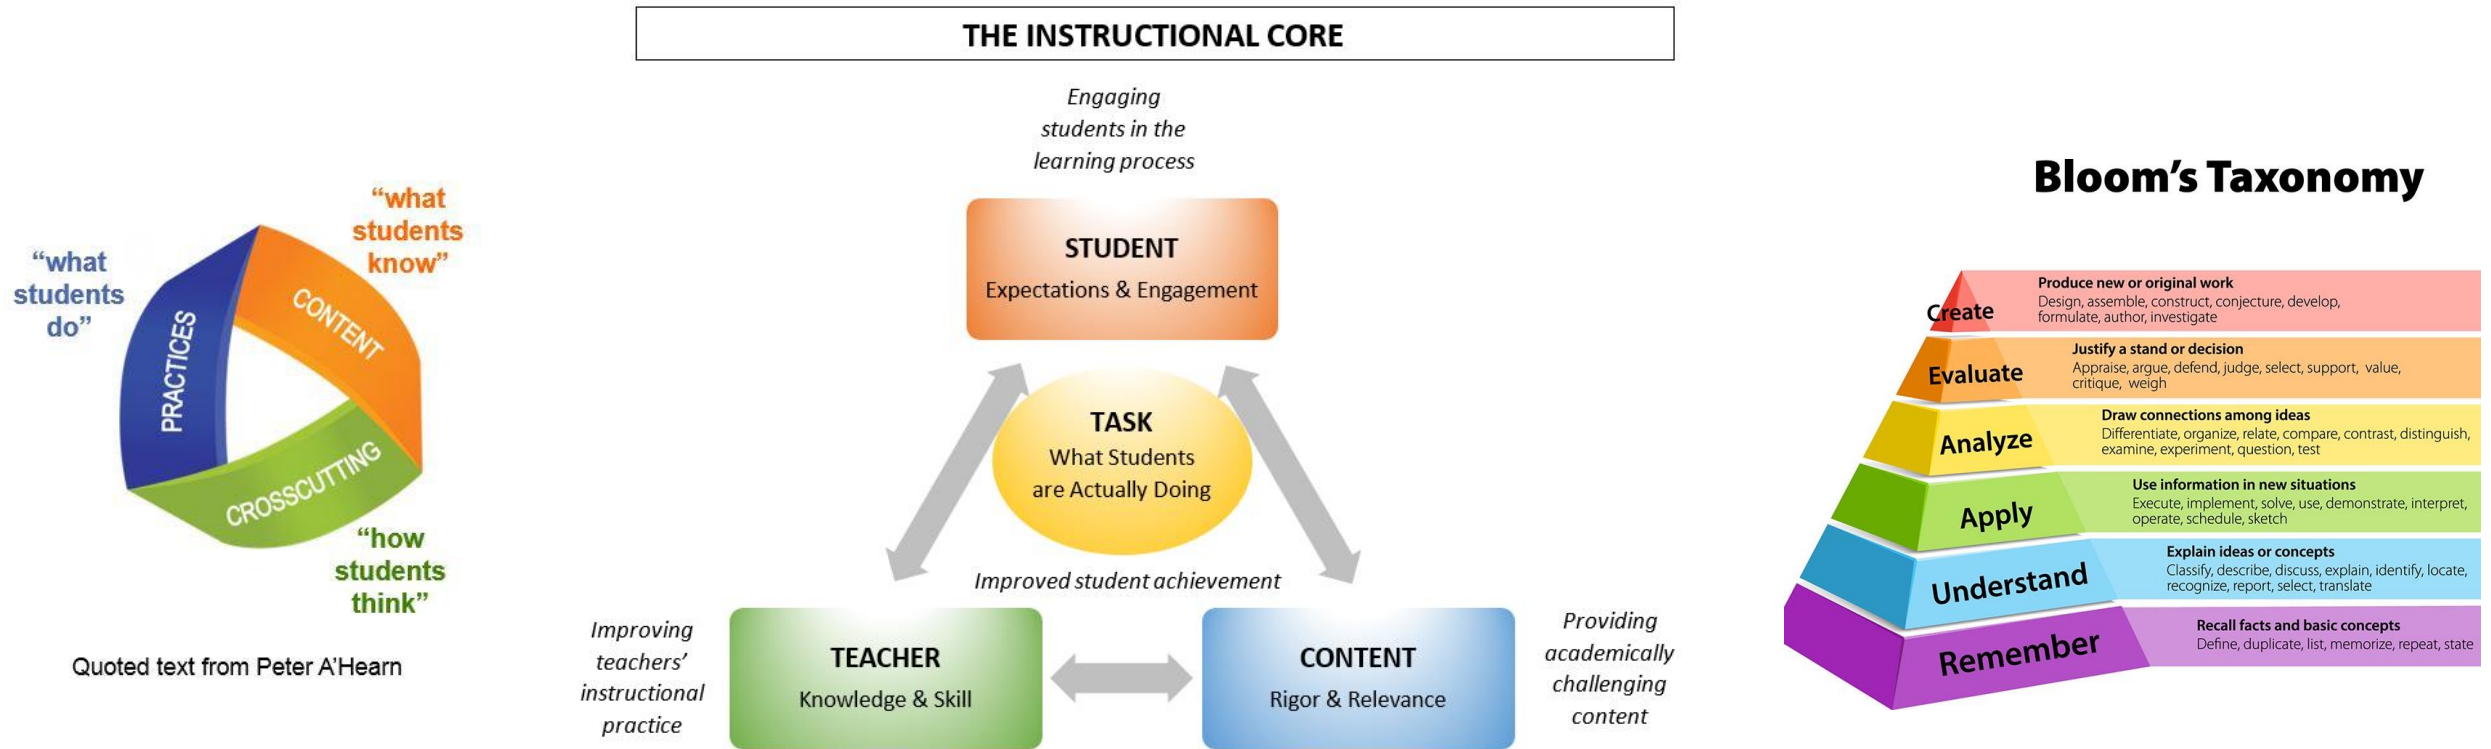 “what
students
do”
“what
students
know”
PRACTICES
CONTENT
CROSSCUTTING
“how
students
think”
Quoted text from Peter A’Hearn
THE INSTRUCTIONAL CORE
Engaging
students in the
learning process
STUDENT
Expectations & Engagement
TASK
What Students
are Actually Doing
Improved student achievement
Improving
teachers’
instructional
practice
TEACHER
Knowledge & Skill
CONTENT
Rigor & Relevance
Providing
academically
challenging
content
Bloom’s Taxonomy
Create
Produce new or original work
Design, assemble, construct, conjecture, develop,
formulate, author, investigate
Evaluate
Justify a stand or decision
Appraise, argue, defend, judge, select, support, value,
critique, weigh
Analyze
Draw connections among ideas
Differentiate, organize, relate, compare, contrast, distinguish,
examine, experiment, question, test
Apply
Use information in new situations
Execute, implement, solve, use, demonstrate, interpret,
operate, schedule, sketch
Understand
Explain ideas or concepts
Classify, describe, discuss, explain, identify, locate,
recognize, report, select, translate
Remember
Recall facts and basic concepts
Define, duplicate, list, memorize, repeat, state